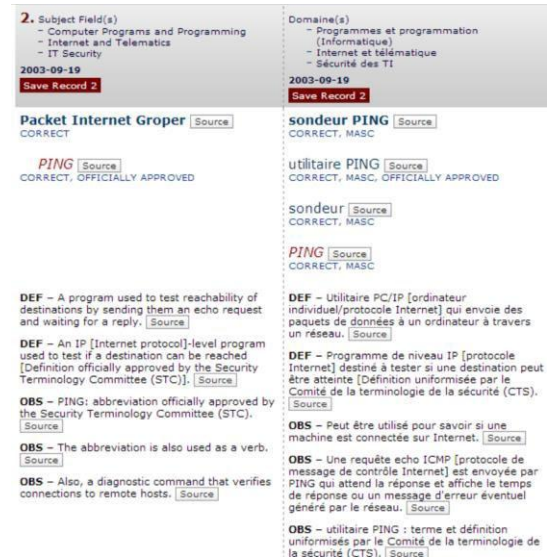 2. Subject Field(s)
- Computer Programs and Programming
- Internet and Telematics
- IT Security
2003-09-19
Save Record 2
Packet Internet Groper Source
CORRECT
PING Source
CORRECT, OFFICIALLY APPROVED
DEF – A program used to test reachability of
destinations by sending them an echo request
and waiting for a reply. Source
DEF – An IP [Internet protocol]-level program
used to test if a destination can be reached
[Definition officially approved by the Security
Terminology Committee (STC)]. Source
OBS – PING: abbreviation officially approved by
the Security Terminology Committee (STC).
Source
OBS – The abbreviation is also used as a verb.
Source
OBS – Also, a diagnostic command that verifies
connections to remote hosts. Source
Domaine(s)
- Programmes et programmation
(Informatique)
- Internet et télématique
- Sécurité des TI
2003-09-19
Save Record 2
sondeur PING Source
CORRECT, MASC
utilitaire PING Source
CORRECT, MASC, OFFICIALLY APPROVED
sondeur Source
CORRECT, MASC
PING Source
CORRECT, MASC
DEF – Utilitaire PC/IP [ordinateur
individuel/protocole Internet] qui envoie des
paquets de données à un ordinateur à travers
un réseau. Source
DEF – Programme de niveau IP [protocole
Internet] destiné à tester si une destination peut
être atteinte [Définition uniformisée par le
Comité de la terminologie de la sécurité (CTS).
Source
OBS – Peut être utilisé pour savoir si une
machine est connectée sur Internet. Source
OBS – Une requête echo ICMP [protocole de
message de contrôle Internet] est envoyée par
PING qui attend la réponse et affiche le temps
de réponse ou un message d'erreur éventuel
généré par le réseau. Source
OBS – utilitaire PING : terme et définition
uniformisés par le Comité de la terminologie de
la sécurité (CTS). Source